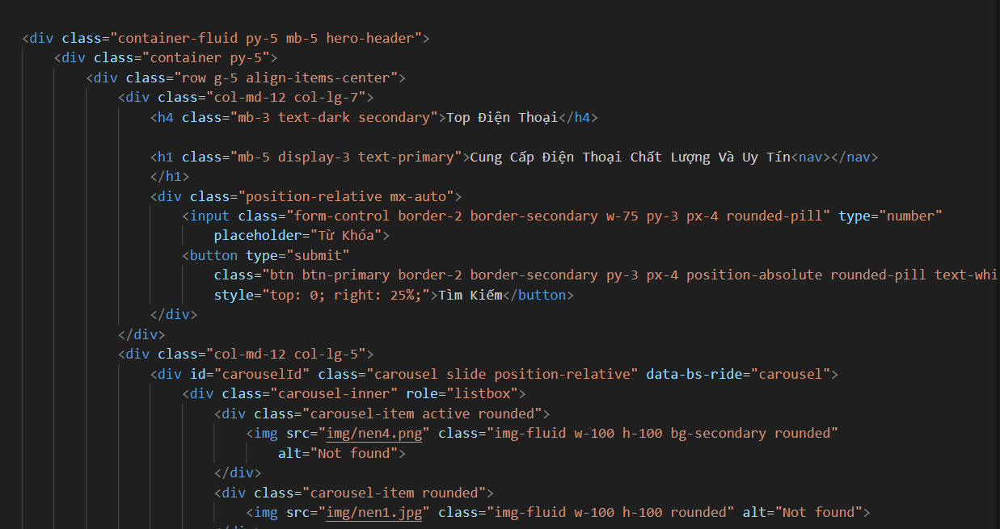 <div class="container-fluid py-5 mb-5 hero-header">
<div class="container py-5">
<div class="row g-5 align-items-center">
<div class="col-md-12 col-lg-7">
<h4 class="mb-3 text-dark secondary">Top Điện Thoại</h4>
<h1 class="mb-5 display-3 text-primary">Cung Cấp Điện Thoại Chất Lượng Và Uy Tín<nav></nav>
</h1>
<div class="position-relative mx-auto">
<input class="form-control border-2 border-secondary w-75 py-3 px-4 rounded-pill" type="number"
placeholder="Từ Khóa">
<button type="submit"
class="btn btn-primary border-2 border-secondary py-3 px-4 position-absolute rounded-pill text-whi
style="top: 0; right: 25%;">Tìm Kiếm</button>
</div>
</div>
<div class="col-md-12 col-lg-5">
<div id="carouselId" class="carousel slide position-relative" data-bs-ride="carousel">
<div class="carousel-inner" role="listbox">
<div class="carousel-item active rounded">
<img src="img/nen4.png" class="img-fluid w-100 h-100 bg-secondary rounded"
alt="Not found">
</div>
<div class="carousel-item rounded">
<img src="img/nen1.jpg" class="img-fluid w-100 h-100 rounded" alt="Not found">